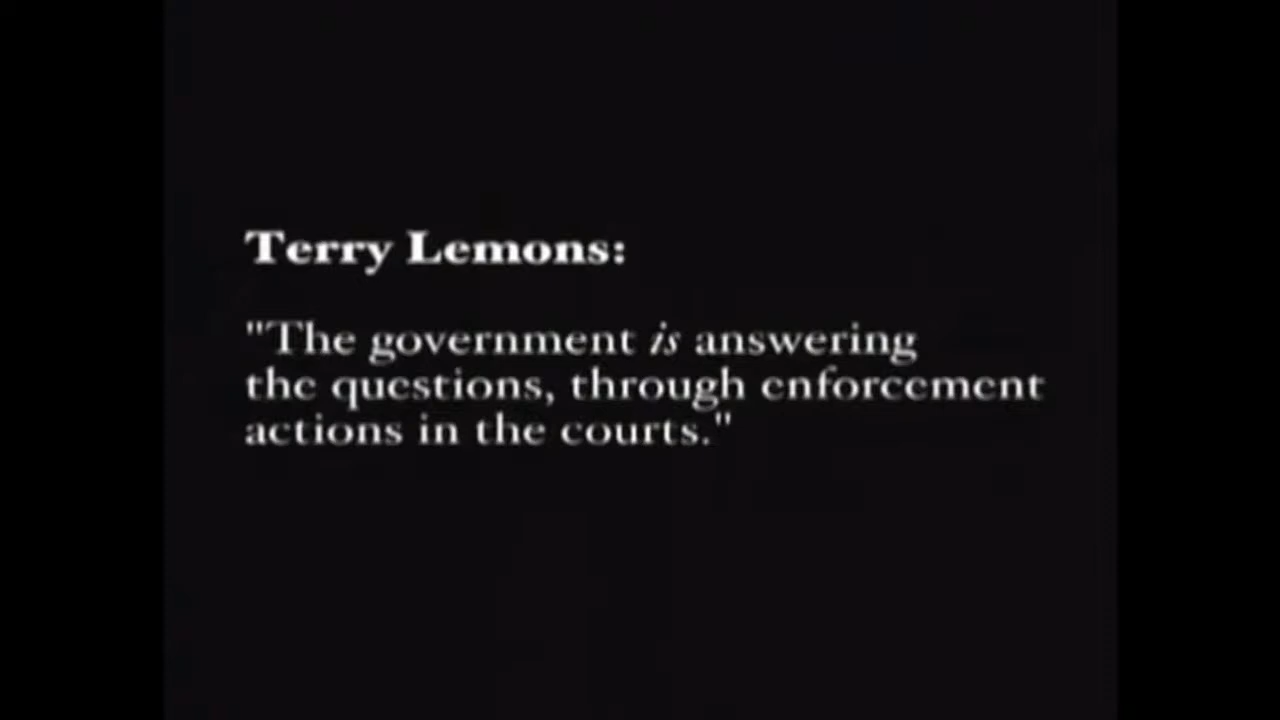 Terry Lemons:
"The government is answering
the questions, through enforcement
actions in the courts."